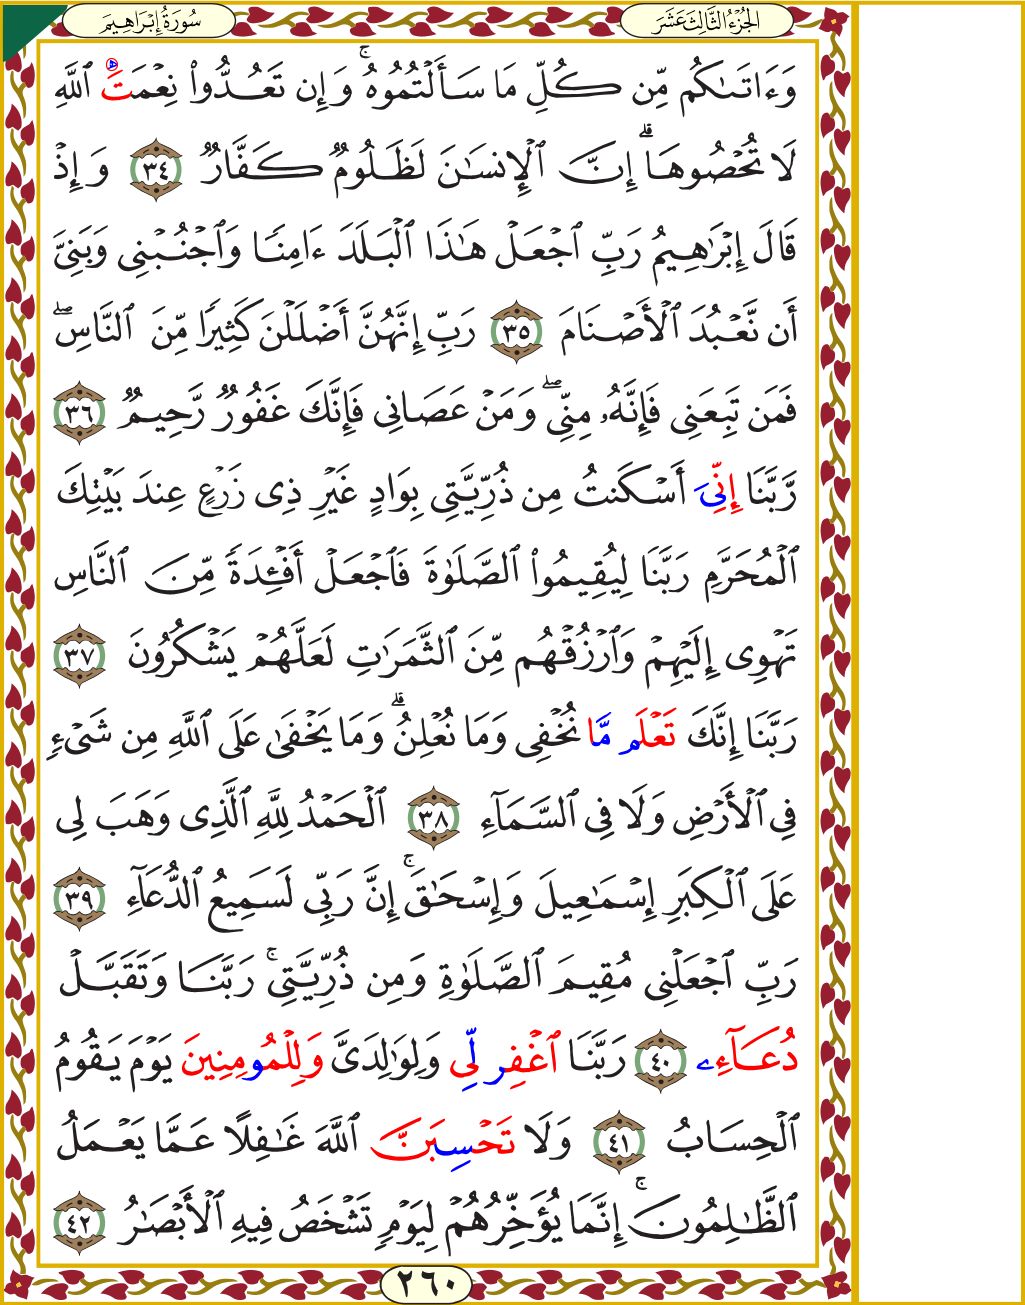 سُورَةُ إِبْرَاهِيمَ
الجُزْءُ الثَّالِثَ عَشَرَ
وَءَاتَىٰكُم مِّن كُلِّ مَا سَأَلْتُمُوهُۚ وَإِن تَعُدُّوا۟ نِعْمَتَ ٱللَّهِ
لَا تُحْصُوهَاۗ إِنَّ ٱلْإِنسَٰنَ لَظَلُومٌ كَفَّارٌ ٣٤ وَإِذْ
قَالَ إِبْرَٰهِيمُ رَبِّ ٱجْعَلْ هَٰذَا ٱلْبَلَدَ ءَامِنًا وَٱجْنُبْنِى وَبَنِىَّ
أَن نَّعْبُدَ ٱلْأَصْنَامَ ٣٥ رَبِّ إِنَّهُنَّ أَضْلَلْنَ كَثِيرًا مِّنَ ٱلنَّاسِۖ
فَمَن تَبِعَنِى فَإِنَّهُۥ مِنِّىۖ وَمَنْ عَصَانِى فَإِنَّكَ غَفُورٌ رَّحِيمٌ ٣٦
رَّبَّنَا إِنِّىَ أَسْكَنتُ مِن ذُرِّيَّتِى بِوَادٍ غَيْرِ ذِى زَرْعٍ عِندَ بَيْتِكَ
ٱلْمُحَرَّمِ رَبَّنَا لِيُقِيمُوا۟ ٱلصَّلَوٰةَ فَٱجْعَلْ أَفْـِٔدَةً مِّنَ ٱلنَّاسِ
تَهْوِى إِلَيْهِمْ وَٱرْزُقْهُم مِّنَ ٱلثَّمَرَٰتِ لَعَلَّهُمْ يَشْكُرُونَ ٣٧
رَبَّنَا إِنَّكَ تَعْلَم مَّا نُخْفِى وَمَا نُعْلِنُۗ وَمَا يَخْفَىٰ عَلَى ٱللَّهِ مِن شَىْءٍ
فِى ٱلْأَرْضِ وَلَا فِى ٱلسَّمَآءِ ٣٨ ٱلْحَمْدُ لِلَّهِ ٱلَّذِى وَهَبَ لِى
عَلَى ٱلْكِبَرِ إِسْمَٰعِيلَ وَإِسْحَٰقَۚ إِنَّ رَبِّى لَسَمِيعُ ٱلدُّعَآءِ ٣٩
رَبِّ ٱجْعَلْنِى مُقِيمَ ٱلصَّلَوٰةِ وَمِن ذُرِّيَّتِىۚ رَبَّنَا وَتَقَبَّلْ
دُعَآءِۦ ٤٠ رَبَّنَا ٱغْفِر لِّى وَلِوَٰلِدَىَّ وَلِلْمُومِنِينَ يَوْمَ يَقُومُ
ٱلْحِسَابُ ٤١ وَلَا تَحْسِبَنَّ ٱللَّهَ غَٰفِلًا عَمَّا يَعْمَلُ
ٱلظَّٰلِمُونَۚ إِنَّمَا يُؤَخِّرُهُمْ لِيَوْمٍ تَشْخَصُ فِيهِ ٱلْأَبْصَٰرُ ٤٢
٢٦٠